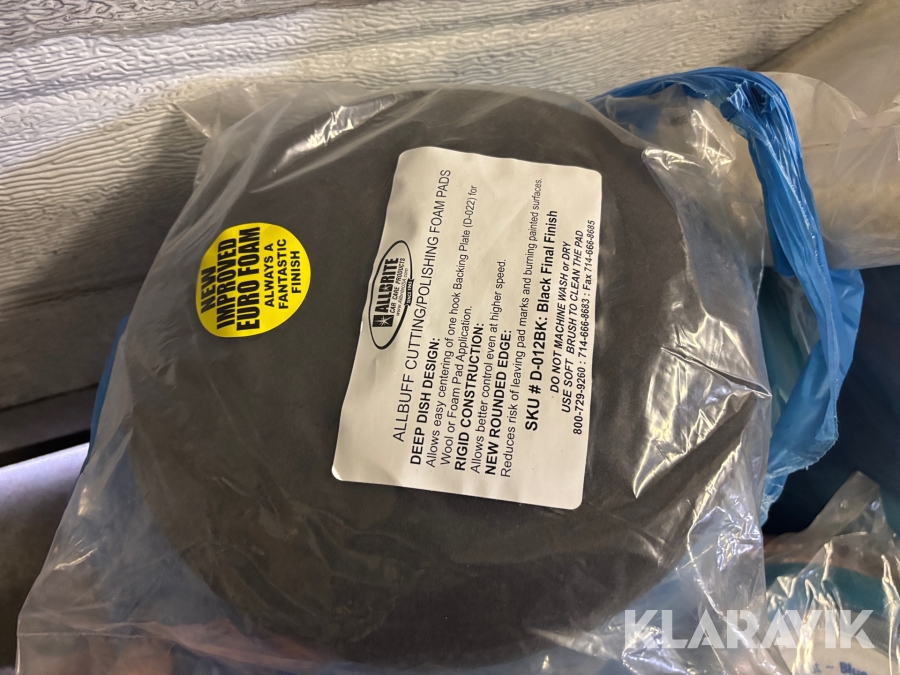 NEW
IMPROVED
EURO FOAM
ALWAYS A
FANTASTIC
FINISH
ALLBRITE
CAR CARE PRODUCTS
ALLBUFF CUTTING/POLISHING FOAM PADS
DEEP DISH DESIGN:
Allows easy centering of one hook Backing Plate (D-022) for
Wool or Foam Pad Application.
RIGID CONSTRUCTION:
Allows better control even at higher speed.
NEW ROUNDED EDGE:
Reduces risk of leaving pad marks and burning painted surfaces.
SKU # D-012BK: Black Final Finish
DO NOT MACHINE WASH or DRY
USE SOFT BRUSH TO CLEAN THE PAD
800-729-9260 : 714-666-8683 : Fax 714-666-8685
KLARAVIK